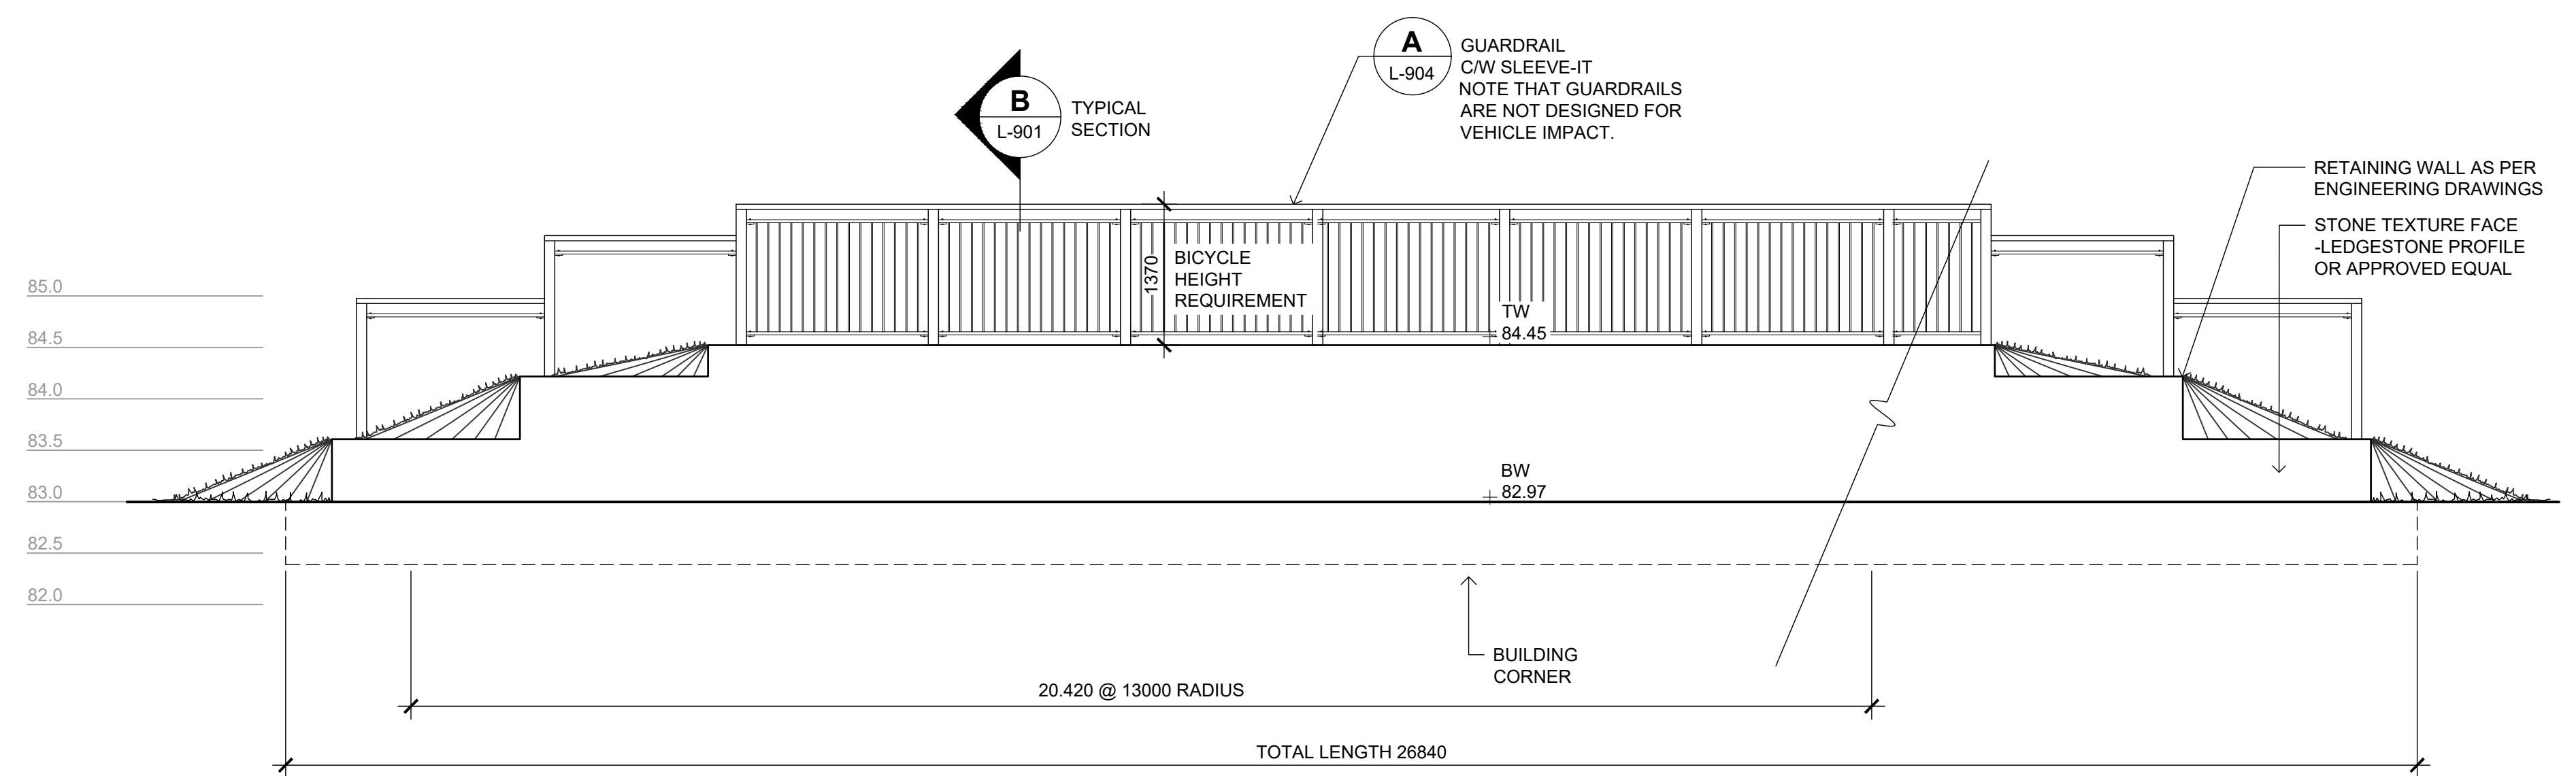 A
L-904
GUARDRAIL
C/W SLEEVE-IT
NOTE THAT GUARDRAILS
ARE NOT DESIGNED FOR
VEHICLE IMPACT.
B
L-901
TYPICAL
SECTION
RETAINING WALL AS PER
ENGINEERING DRAWINGS
STONE TEXTURE FACE
-LEDGESTONE PROFILE
OR APPROVED EQUAL
1370
BICYCLE
HEIGHT
REQUIREMENT
85.0
84.5
84.0
83.5
83.0
82.5
82.0
TW
84.45
BW
82.97
BUILDING
CORNER
20.420 @ 13000 RADIUS
TOTAL LENGTH 26840